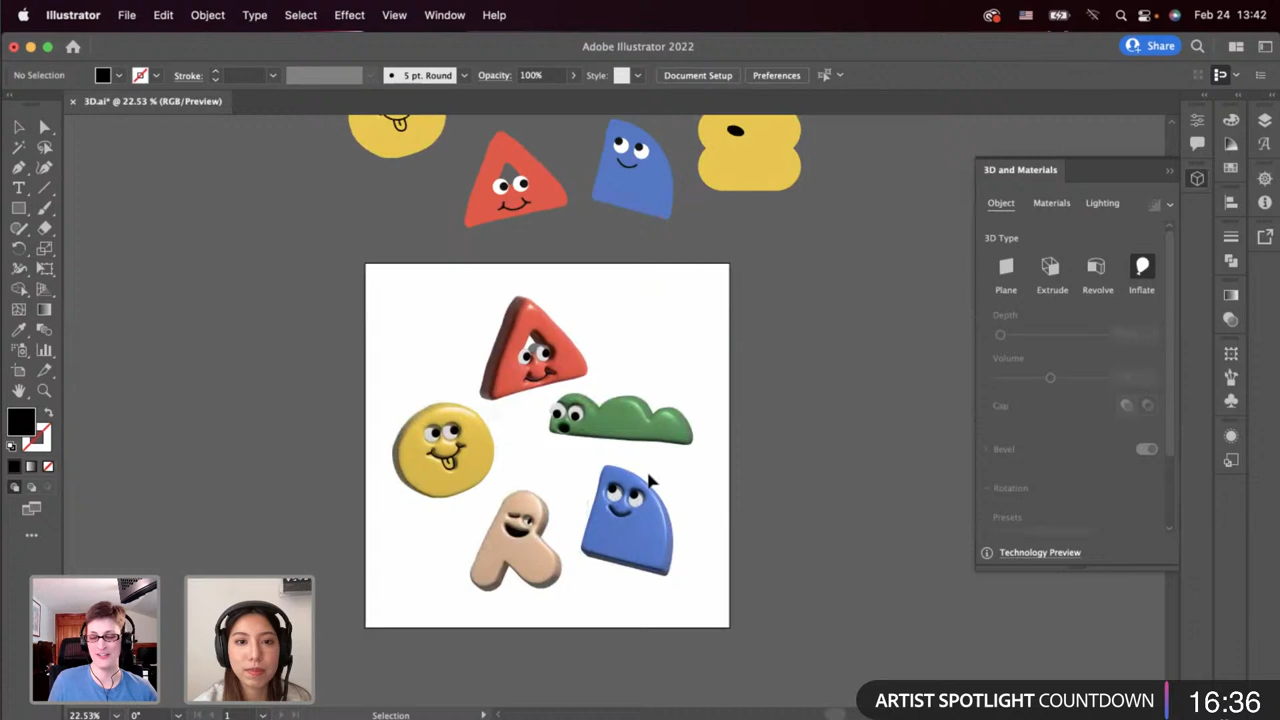 Illustrator File Edit Object Type Select Effect View Window Help Feb 24 13:42
Adobe Illustrator 2022 Share
No Selection Stroke: 5 pt. Round Opacity: 100% Style: Document Setup Preferences
3D.ai* @ 22.53 % (RGB/Preview)
3D and Materials
Object Materials Lighting
3D Type
Plane Extrude Revolve Inflate
Depth
Volume
Cap
Bevel
Rotation
Presets
Technology Preview
ARTIST SPOTLIGHT COUNTDOWN 16:36
22.53% 0° 1 Selection